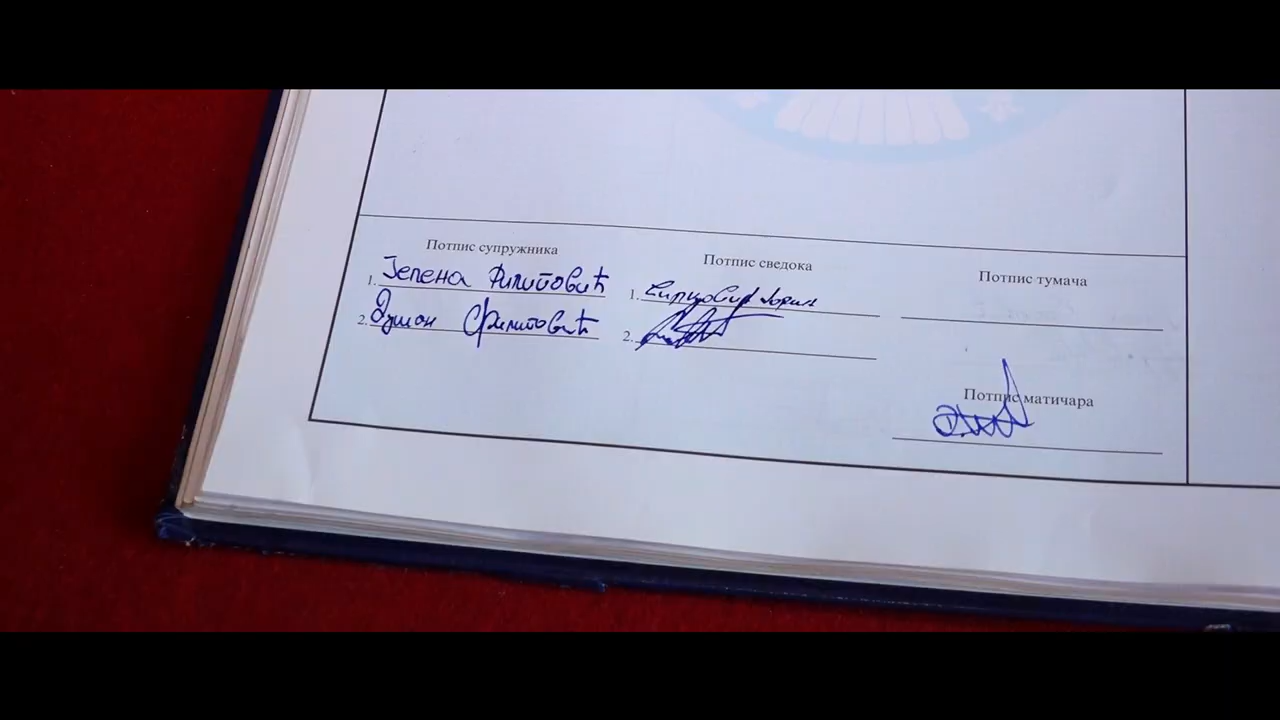 Потпис супружника
1. Јелена Филиповић
2. Душан Филиповић
Потпис сведока
1.
2.
Потпис тумача
Потпис матичара